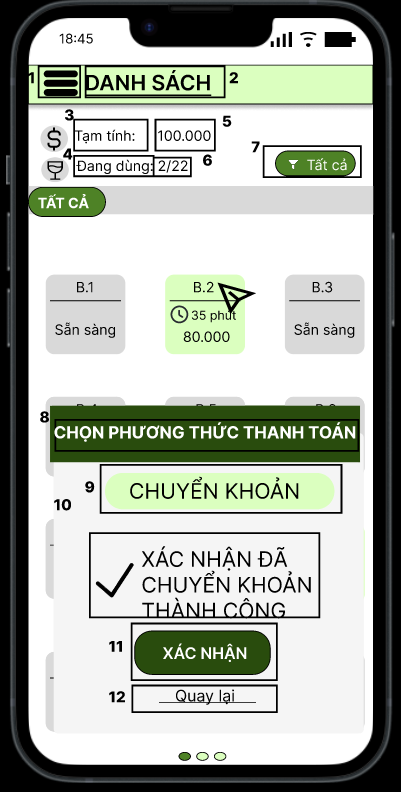 18:45
1 DANH SÁCH 2
3
Tạm tính: 100.000 5
4 Đang dùng: 2/22 6
7 Tất cả
TẤT CẢ
B.1 B.2 B.3
Sẵn sàng 35 phút Sẵn sàng
80.000
8
CHỌN PHƯƠNG THỨC THANH TOÁN
9 CHUYỂN KHOẢN
10
XÁC NHẬN ĐÃ
CHUYỂN KHOẢN
THÀNH CÔNG
11 XÁC NHẬN
12 Quay lại